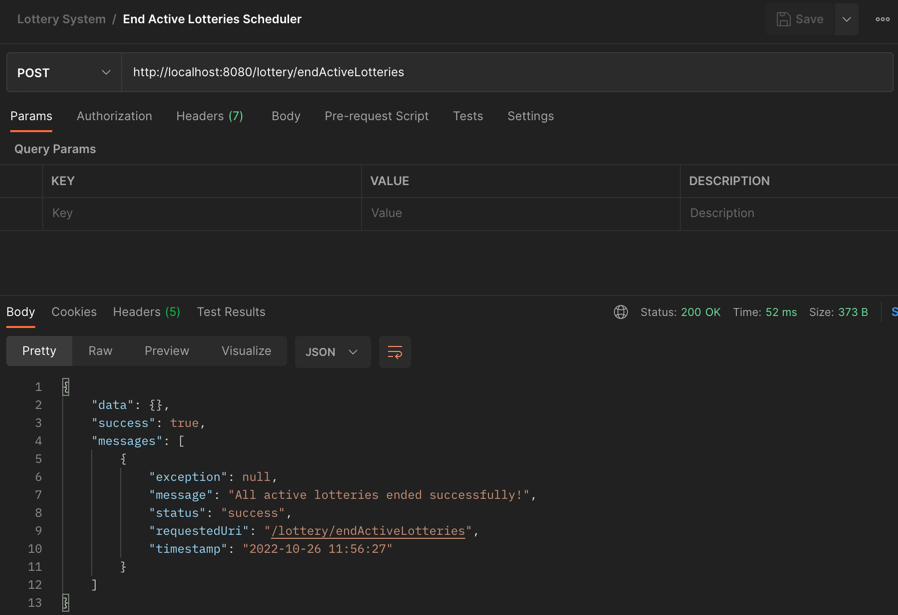 Lottery System / End Active Lotteries Scheduler
Save
POST http://localhost:8080/lottery/endActiveLotteries
Params Authorization Headers (7) Body Pre-request Script Tests Settings
Query Params
KEY VALUE DESCRIPTION
Key Value Description
Body Cookies Headers (5) Test Results Status: 200 OK Time: 52 ms Size: 373 B S
Pretty Raw Preview Visualize JSON
1 {
2 "data": {},
3 "success": true,
4 "messages": [
5 {
6 "exception": null,
7 "message": "All active lotteries ended successfully!",
8 "status": "success",
9 "requestedUri": "/lottery/endActiveLotteries",
10 "timestamp": "2022-10-26 11:56:27"
11 }
12 ]
13 }